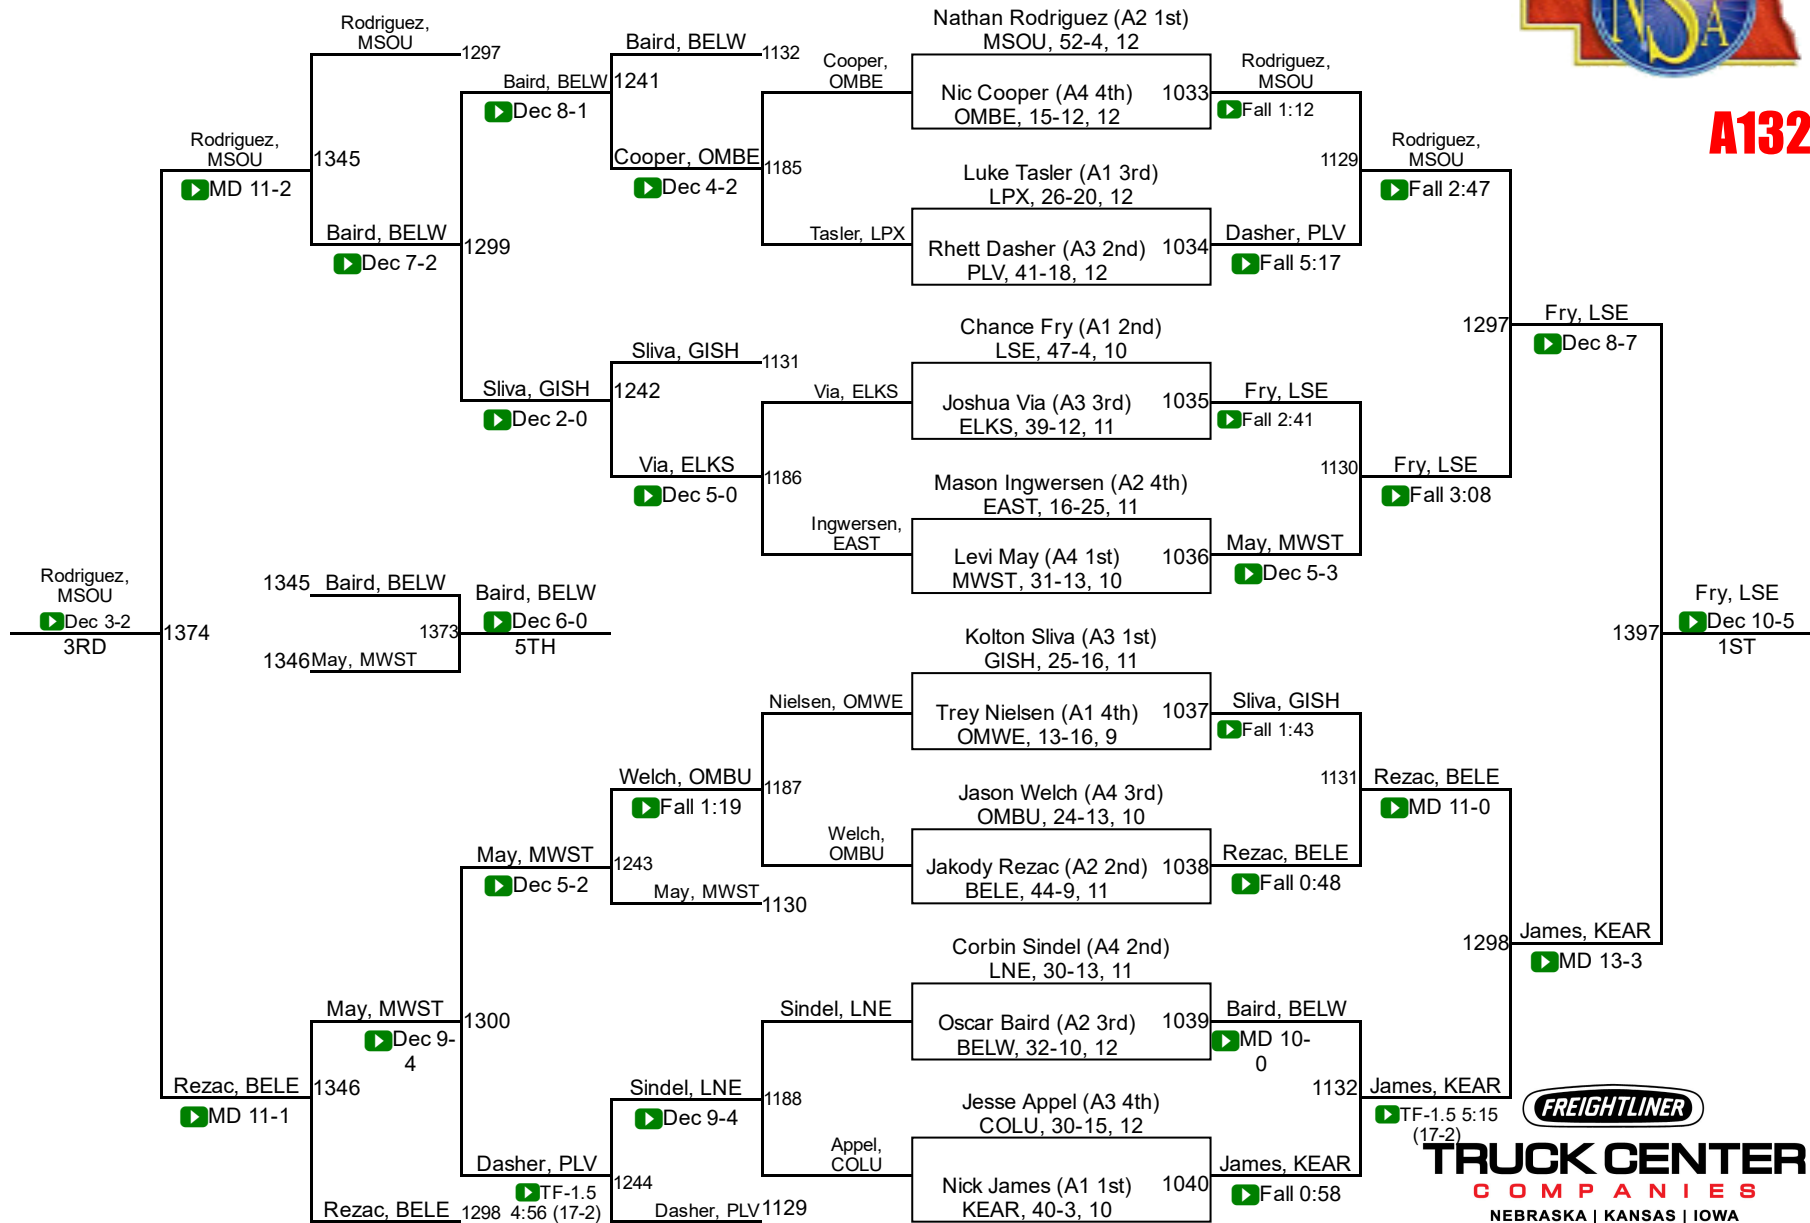 NSA
A132
Nathan Rodriguez (A2 1st)
MSOU, 52-4, 12
Nic Cooper (A4 4th)
OMBE, 15-12, 12
1033
Luke Tasler (A1 3rd)
LPX, 26-20, 12
Rhett Dasher (A3 2nd)
PLV, 41-18, 12
1034
Chance Fry (A1 2nd)
LSE, 47-4, 10
Joshua Via (A3 3rd)
ELKS, 39-12, 11
1035
Mason Ingwersen (A2 4th)
EAST, 16-25, 11
Levi May (A4 1st)
MWST, 31-13, 10
1036
Kolton Sliva (A3 1st)
GISH, 25-16, 11
Trey Nielsen (A1 4th)
OMWE, 13-16, 9
1037
Jason Welch (A4 3rd)
OMBU, 24-13, 10
Jakody Rezac (A2 2nd)
BELE, 44-9, 11
1038
Corbin Sindel (A4 2nd)
LNE, 30-13, 11
Oscar Baird (A2 3rd)
BELW, 32-10, 12
1039
Jesse Appel (A3 4th)
COLU, 30-15, 12
Nick James (A1 1st)
KEAR, 40-3, 10
1040
Rodriguez,
MSOU
Fall 1:12
1129
Dasher, PLV
Fall 5:17
Fry, LSE
Fall 2:41
1130
May, MWST
Dec 5-3
Sliva, GISH
Fall 1:43
1131
Rezac, BELE
Fall 0:48
Baird, BELW
MD 10-
0
1132
James, KEAR
Fall 0:58
Rodriguez,
MSOU
Fall 2:47
1297
Fry, LSE
Fall 3:08
Rezac, BELE
MD 11-0
1298
James, KEAR
TF-1.5 5:15
(17-2)
Fry, LSE
Dec 8-7
1397
James, KEAR
MD 13-3
Fry, LSE
Dec 10-5
1ST
Cooper,
OMBE
1185
Tasler, LPX
Via, ELKS
1186
Ingwersen,
EAST
Nielsen, OMWE
1187
Welch,
OMBU
Sindel, LNE
1188
Appel,
COLU
Baird, BELW
1132
1241
Cooper, OMBE
Dec 4-2
Sliva, GISH
1131
1242
Via, ELKS
Dec 5-0
Welch, OMBU
Fall 1:19
1243
May, MWST
1130
Sindel, LNE
Dec 9-4
1244
Dasher, PLV
1129
Baird, BELW
Dec 8-1
1299
Sliva, GISH
Dec 2-0
May, MWST
Dec 5-2
1300
Dasher, PLV
TF-1.5
4:56 (17-2)
Rodriguez,
MSOU
1297
1345
Baird, BELW
Dec 7-2
May, MWST
Dec 9-
4
1346
Rezac, BELE
1298
Rodriguez,
MSOU
MD 11-2
1374
Rezac, BELE
MD 11-1
Rodriguez,
MSOU
Dec 3-2
3RD
1345
Baird, BELW
1373
1346
May, MWST
Baird, BELW
Dec 6-0
5TH
FREIGHTLINER
TRUCK CENTER
COMPANIES
NEBRASKA | KANSAS | IOWA